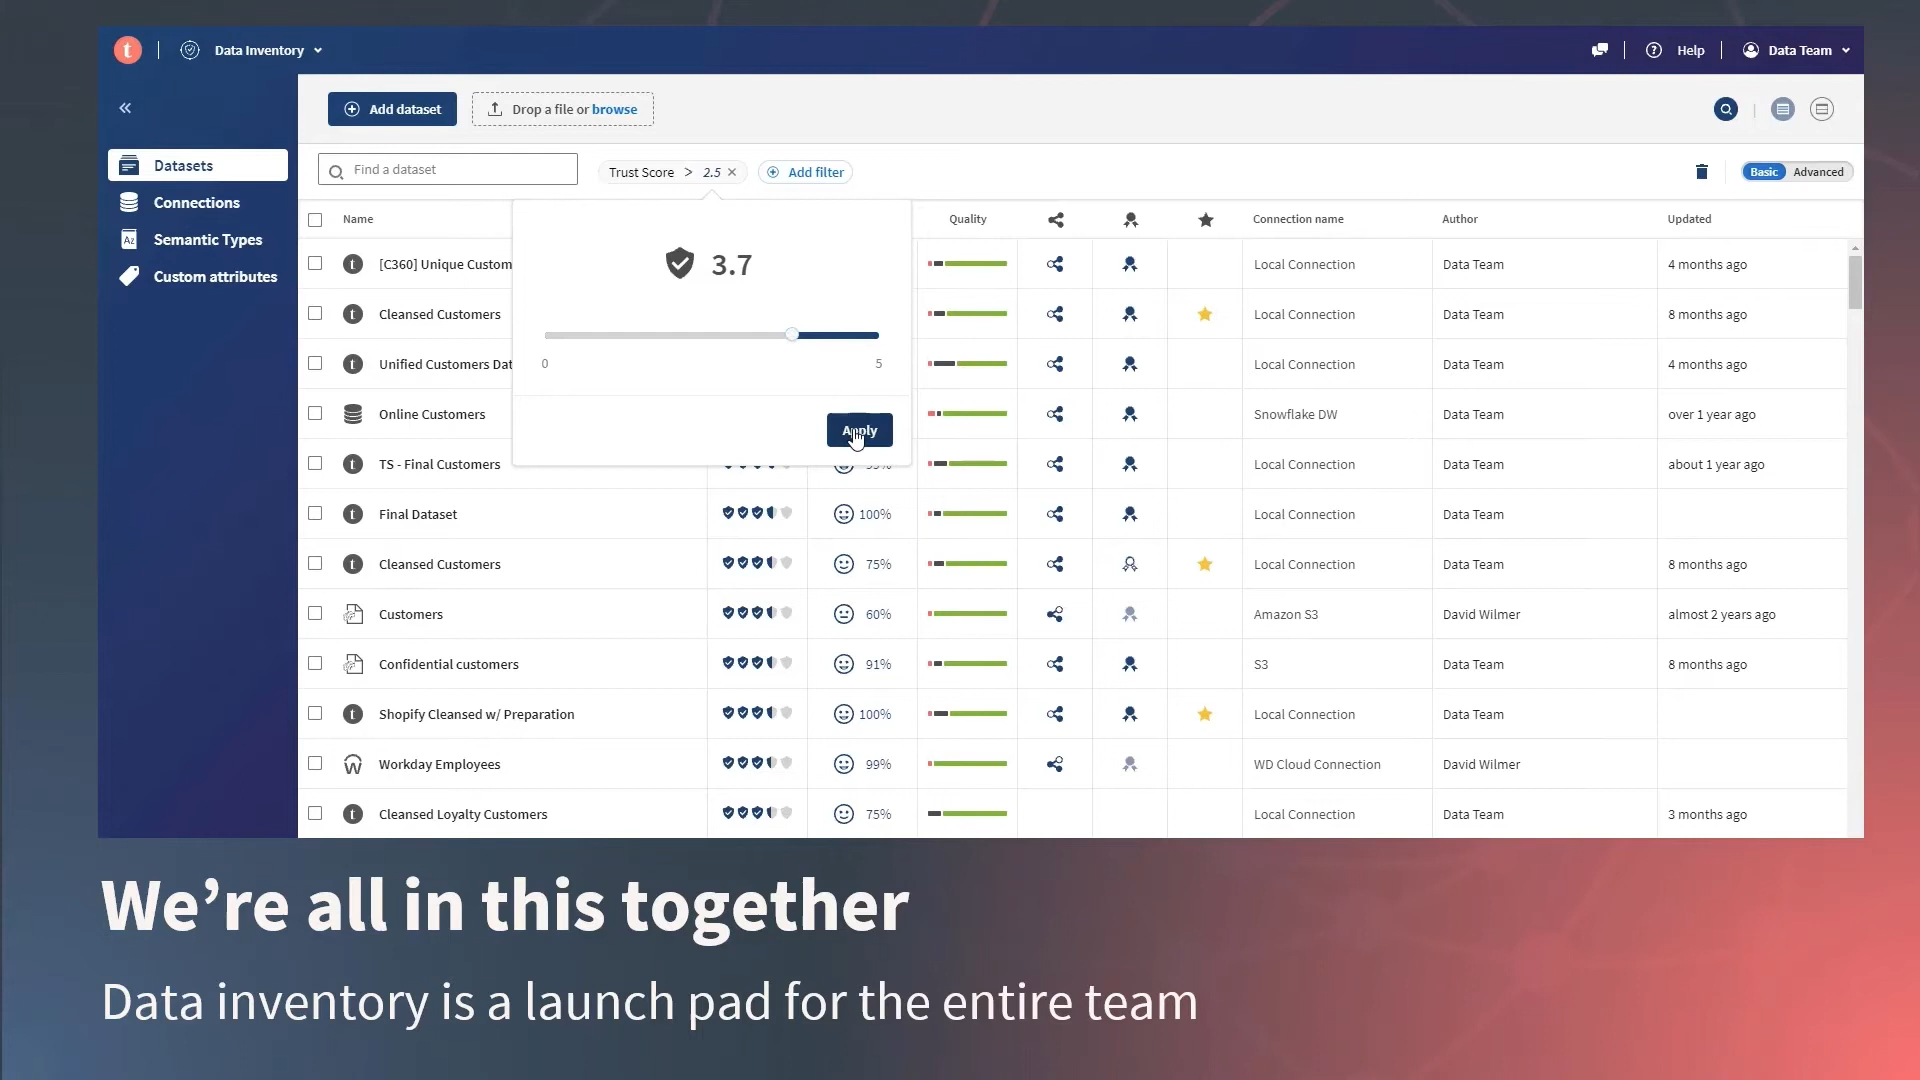 t Data Inventory Help Data Team
Add dataset Drop a file or browse
Datasets
Connections
Semantic Types
Custom attributes
Find a dataset Trust Score > 2.5 Add filter Basic Advanced
Name Quality Connection name Author Updated
3.7
0 5
Apply
[C360] Unique Custom Local Connection Data Team 4 months ago
Cleansed Customers Local Connection Data Team 8 months ago
Unified Customers Dat Local Connection Data Team 4 months ago
Online Customers Snowflake DW Data Team over 1 year ago
TS - Final Customers Local Connection Data Team about 1 year ago
Final Dataset 100% Local Connection Data Team
Cleansed Customers 75% Local Connection Data Team 8 months ago
Customers 60% Amazon S3 David Wilmer almost 2 years ago
Confidential customers 91% S3 Data Team 8 months ago
Shopify Cleansed w/ Preparation 100% Local Connection Data Team
Workday Employees 99% WD Cloud Connection David Wilmer
Cleansed Loyalty Customers 75% Local Connection Data Team 3 months ago
We’re all in this together
Data inventory is a launch pad for the entire team